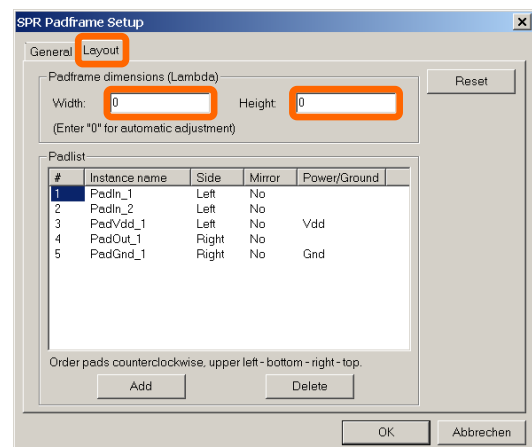 SPR Padframe Setup
General Layout
Padframe dimensions (Lambda)
Reset
Width: 0 Height: 0
(Enter "0" for automatic adjustment)
Padlist
# Instance name Side Mirror Power/Ground
1 PadIn_1 Left No
2 PadIn_2 Left No
3 PadVdd_1 Left No Vdd
4 PadOut_1 Right No
5 PadGnd_1 Right No Gnd
Order pads counterclockwise, upper left - bottom - right - top.
Add Delete
OK Abbrechen